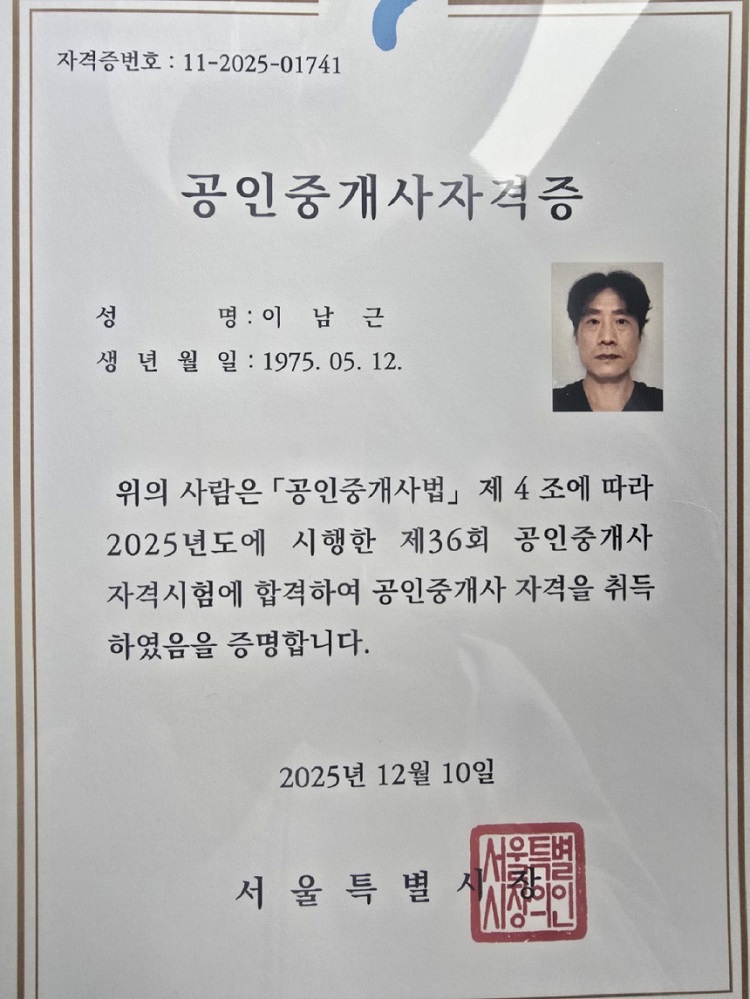 자격증번호 : 11-2025-01741
공인중개사자격증
성 명 : 이 남 근
생 년 월 일 : 1975. 05. 12.
위의 사람은 「공인중개사법」 제 4 조에 따라
2025년도에 시행한 제36회 공인중개사
자격시험에 합격하여 공인중개사 자격을 취득
하였음을 증명합니다.
2025년 12월 10일
서 울 특 별 시 장
서울특별
시장의인